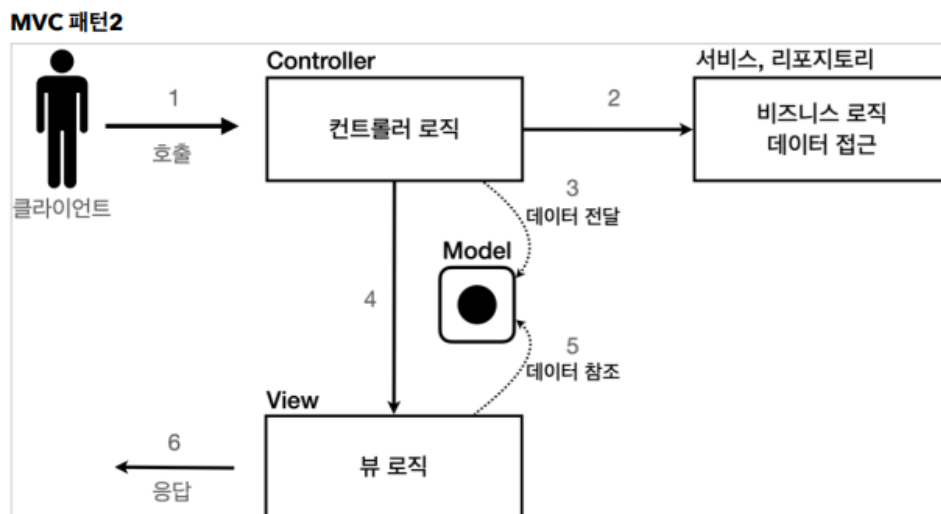 MVC 패턴2
Controller
서비스, 리포지토리
1
호출
클라이언트
컨트롤러 로직
2
비즈니스 로직
데이터 접근
3
데이터 전달
Model
4
5
데이터 참조
View
뷰 로직
6
응답